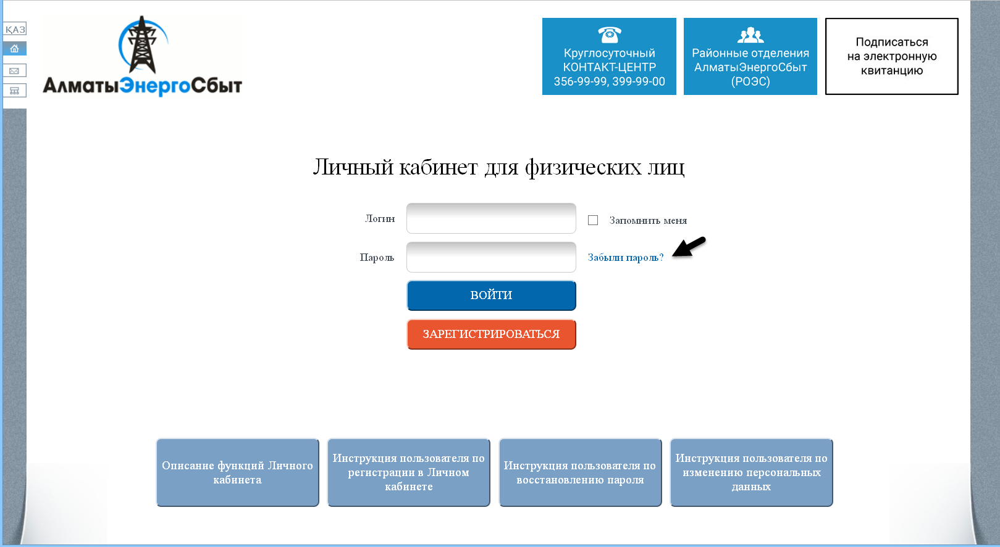 ҚАЗ
АлматыЭнергоСбыт
Круглосуточный
КОНТАКТ-ЦЕНТР
356-99-99, 399-99-00
Районные отделения
АлматыЭнергоСбыт
(РОЭС)
Подписаться
на электронную
квитанцию
Личный кабинет для физических лиц
Логин
Запомнить меня
Пароль
Забыли пароль?
ВОЙТИ
ЗАРЕГИСТРИРОВАТЬСЯ
Описание функций Личного
кабинета
Инструкция пользователя по
регистрации в Личном
кабинете
Инструкция пользователя по
восстановлению пароля
Инструкция пользователя по
изменению персональных
данных